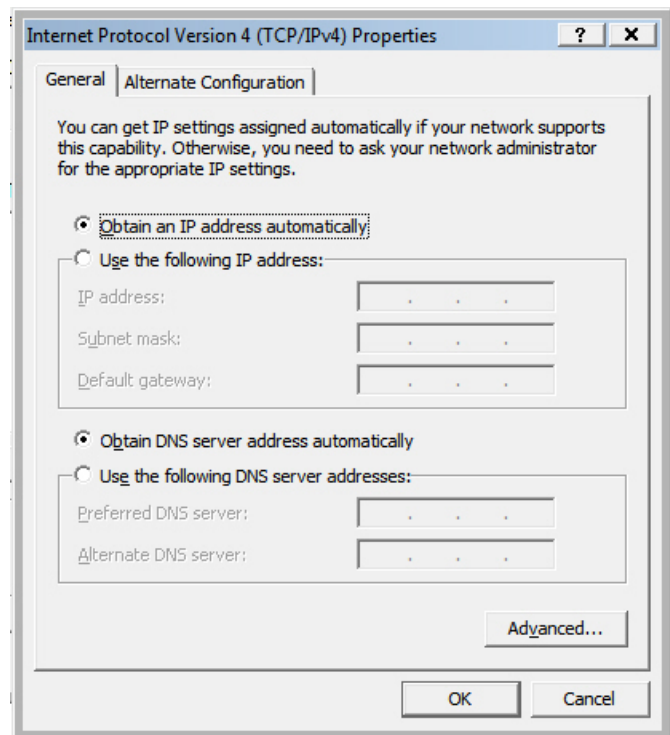 Internet Protocol Version 4 (TCP/IPv4) Properties
General
Alternate Configuration
You can get IP settings assigned automatically if your network supports
this capability. Otherwise, you need to ask your network administrator
for the appropriate IP settings.
Obtain an IP address automatically
Use the following IP address:
IP address:
Subnet mask:
Default gateway:
Obtain DNS server address automatically
Use the following DNS server addresses:
Preferred DNS server:
Alternate DNS server:
Advanced...
OK
Cancel